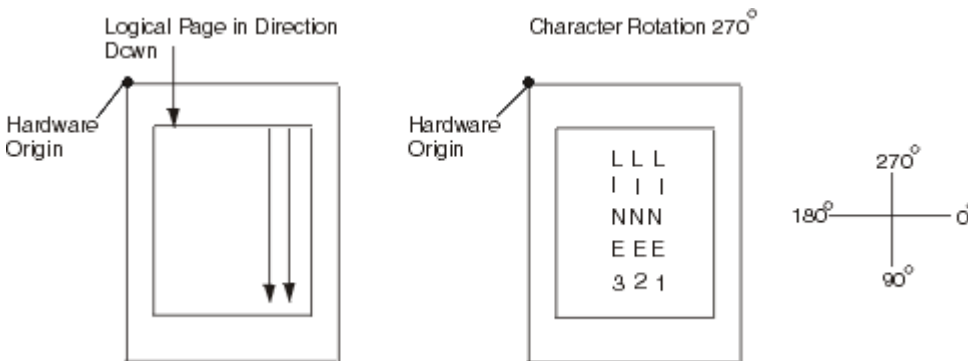 Logical Page in Direction
Down
Hardware
Origin
Character Rotation 270°
Hardware
Origin
L L L
I I I
N N N
E E E
3 2 1
270°
180°
0°
90°